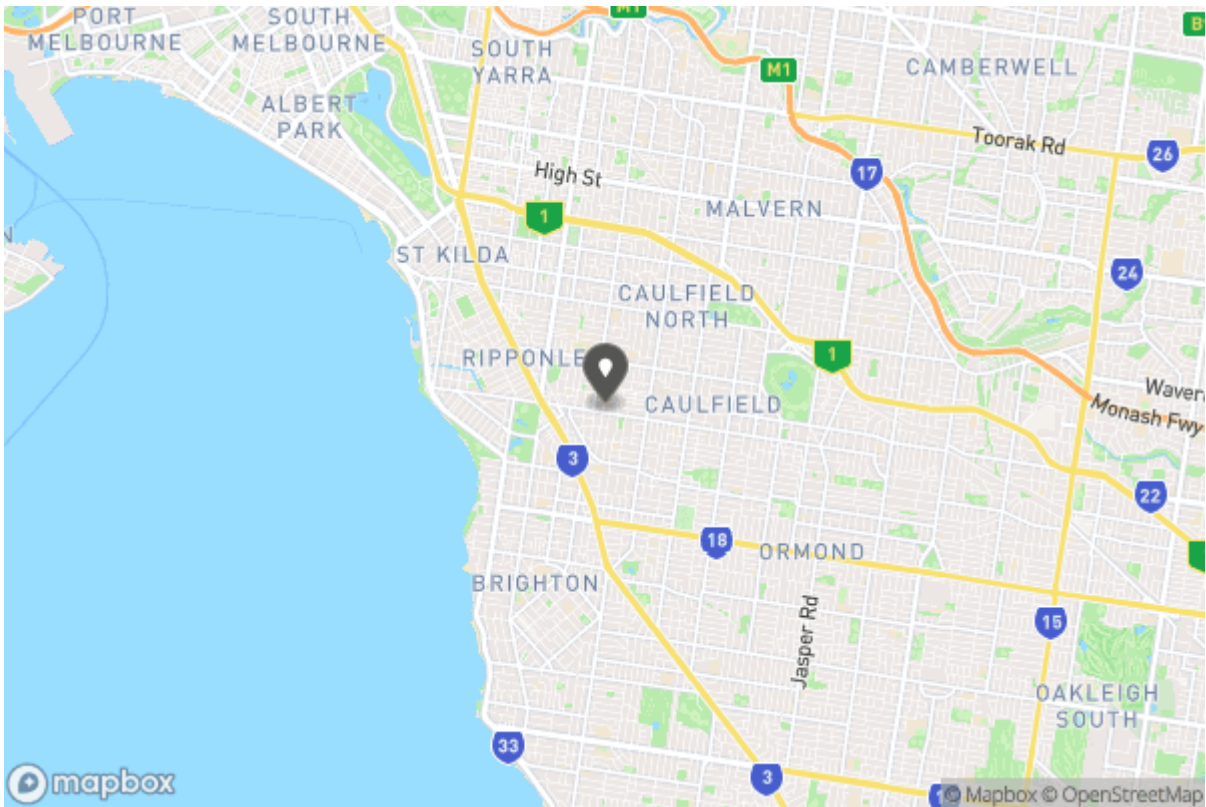 PORT
MELBOURNE
SOUTH
MELBOURNE
M1
B
SOUTH
YARRA
M1
CAMBERWELL
ALBERT
PARK
Toorak Rd
26
High St
17
MALVERN
1
N
ST KILDA
24
CAULFIELD
NORTH
RIPPONLE
1
Waver
CAULFIELD
Monash Fwy
3
22
18
ORMOND
BRIGHTON
15
Jasper Rd
OAKLEIGH
SOUTH
33
3
mapbox
© Mapbox © OpenStreetMap